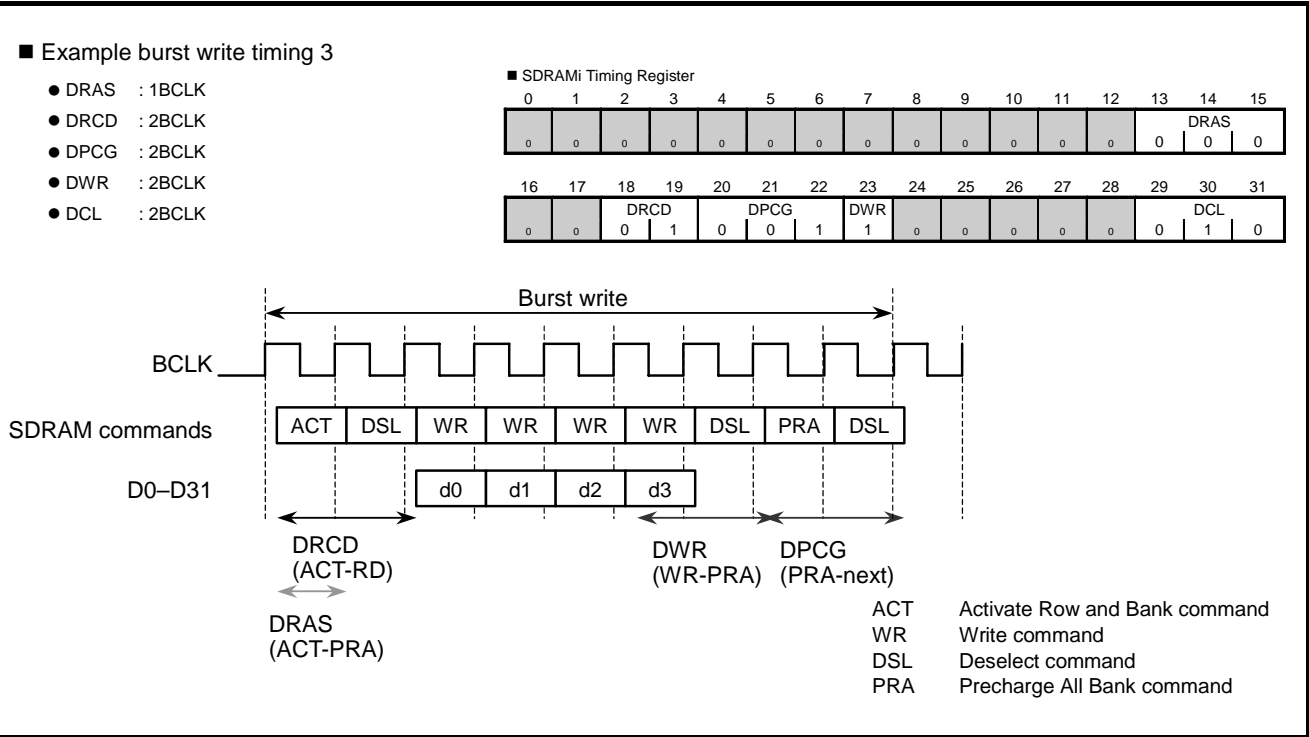 ■ Example burst write timing 3
● DRAS : 1BCLK
● DRCD : 2BCLK
● DPCG : 2BCLK
● DWR : 2BCLK
● DCL : 2BCLK
■ SDRAMi Timing Register
0 1 2 3 4 5 6 7 8 9 10 11 12 13 14 15
DRAS
0 0 0 0 0 0 0 0 0 0 0 0 0 0 0 0
16 17 18 19 20 21 22 23 24 25 26 27 28 29 30 31
DRCD DPCG DWR DCL
0 0 0 1 0 0 1 1 0 0 0 0 0 0 1 0
Burst write
BCLK
SDRAM commands ACT DSL WR WR WR WR DSL PRA DSL
D0–D31 d0 d1 d2 d3
DRCD
(ACT-RD)
DRAS
(ACT-PRA)
DWR
(WR-PRA)
DPCG
(PRA-next)
ACT Activate Row and Bank command
WR Write command
DSL Deselect command
PRA Precharge All Bank command